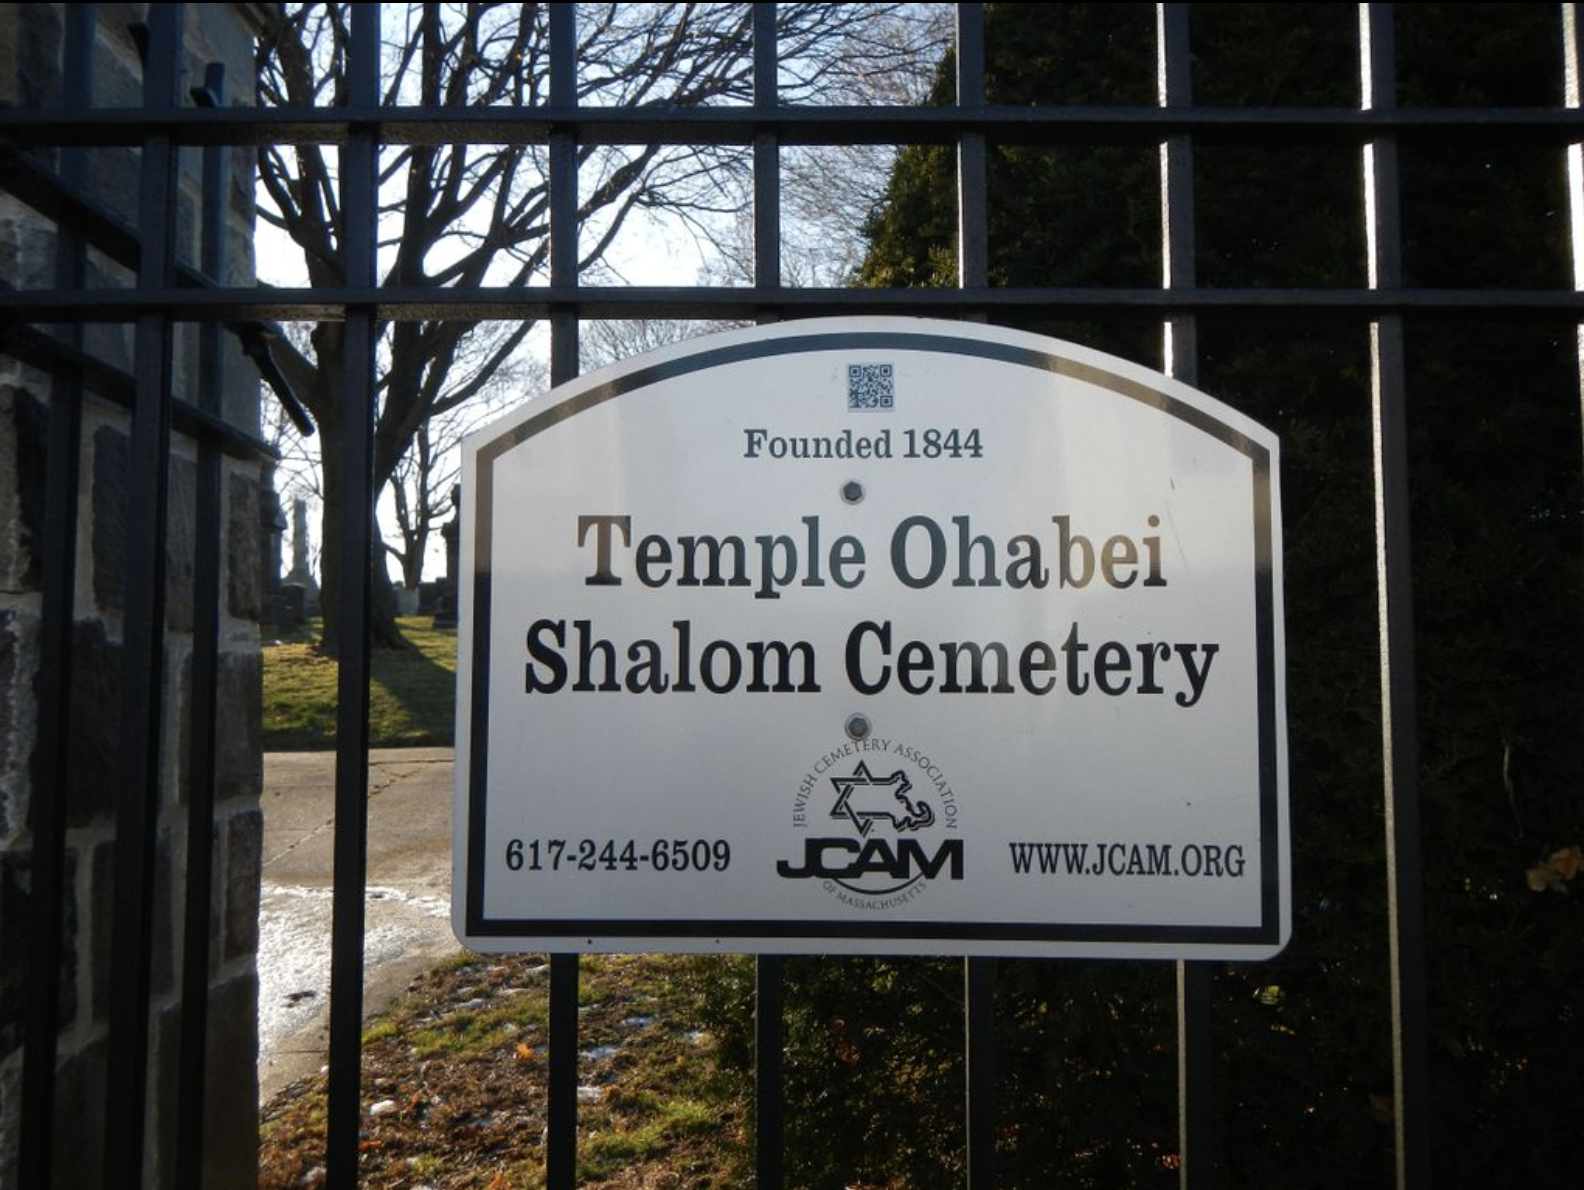 Founded 1844
Temple Ohabei
Shalom Cemetery
JEWISH CEMETERY ASSOCIATION
617-244-6509 JCAM WWW.JCAM.ORG
OF MASSACHUSETTS